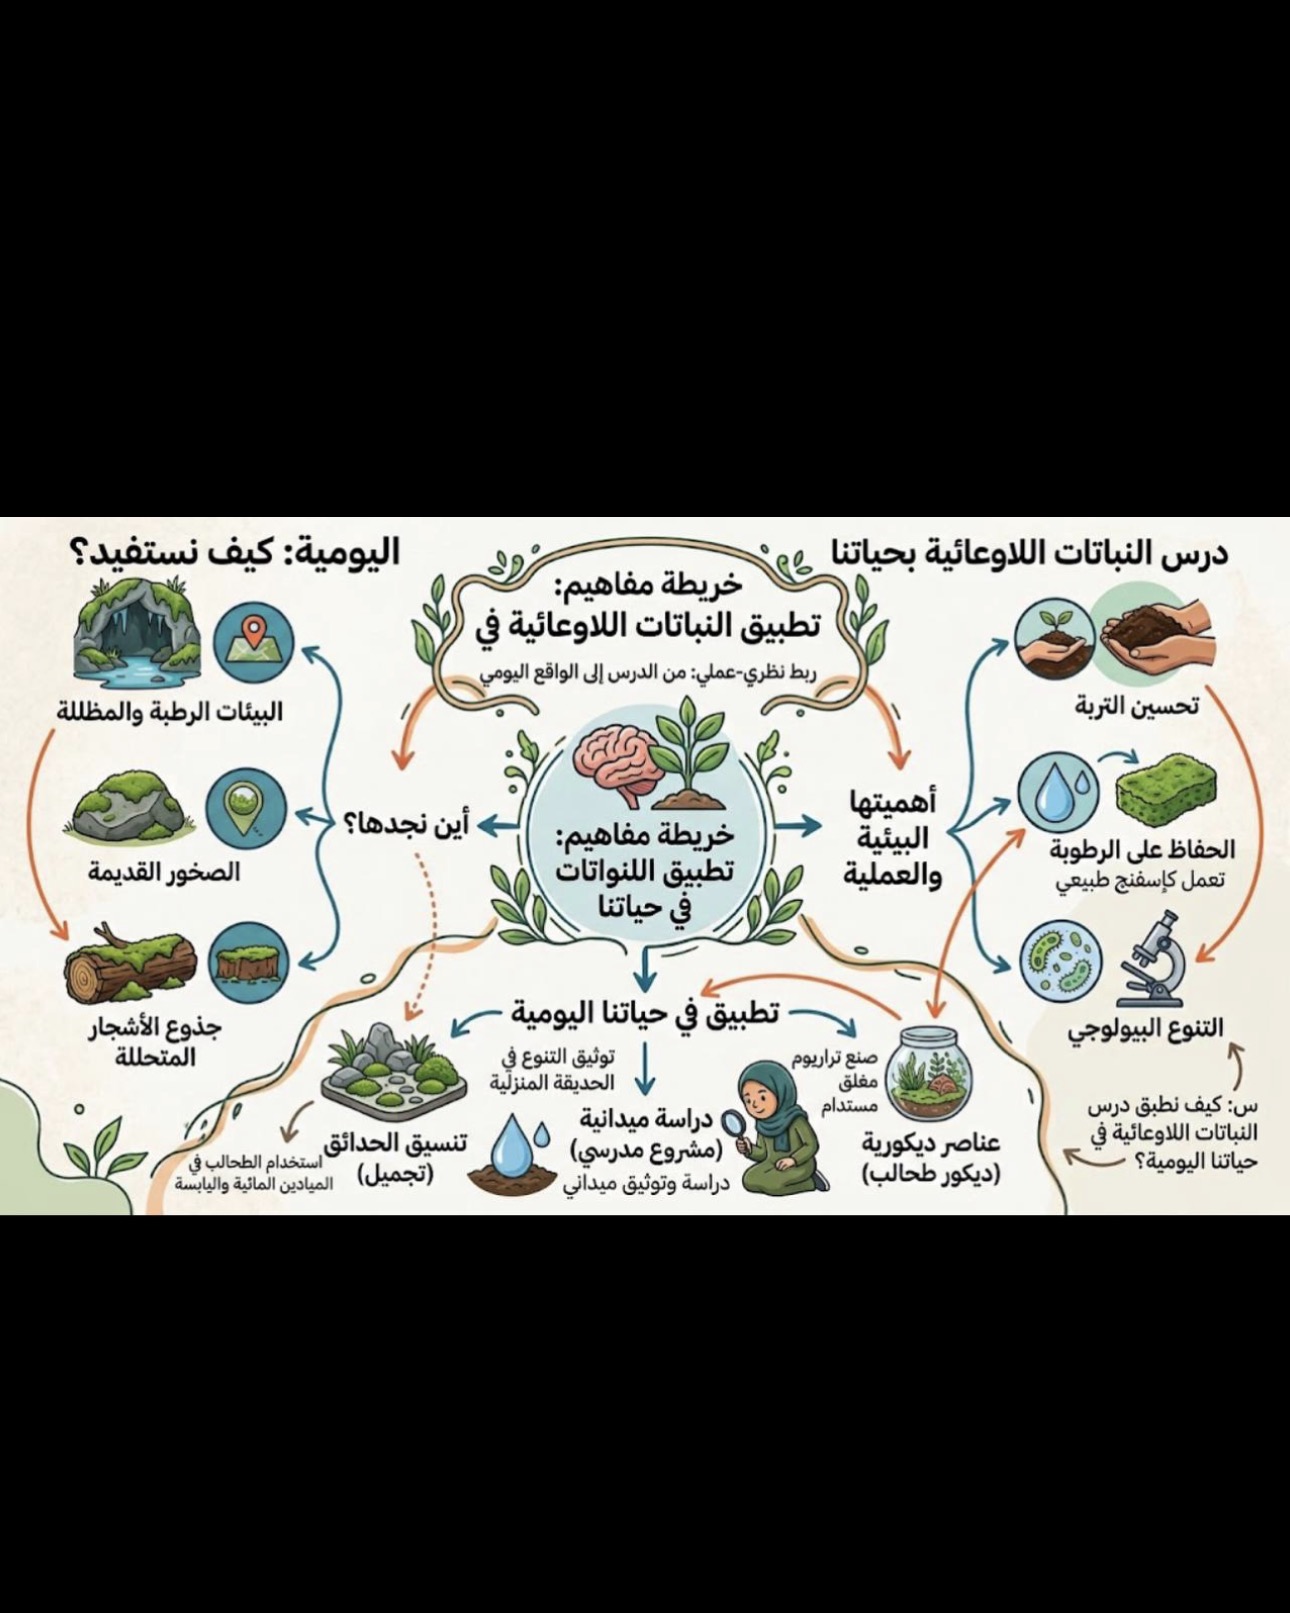 درس النباتات اللاوعائية بحياتنا
اليومية: كيف نستفيد؟
خريطة مفاهيم:
تطبيق النباتات اللاوعائية في
ربط نظري-عملي: من الدرس إلى الواقع اليومي
خريطة مفاهيم:
تطبيق اللنواتات
في حياتنا
أهميتها
البيئية
والعملية
تحسين التربة
الحفاظ على الرطوبة
تعمل كإسفنج طبيعي
التنوع البيولوجي
س: كيف نطبق درس
النباتات اللاوعائية في
حياتنا اليومية؟
أين نجدها؟
البيئات الرطبة والمظللة
الصخور القديمة
جذوع الأشجار
المتحللة
تطبيق في حياتنا اليومية
صنع تراريوم
مغلق
مستدام
عناصر ديكورية
(ديكور طحالب)
توثيق التنوع في
الحديقة المنزلية
دراسة ميدانية
(مشروع مدرسي)
دراسة وتوثيق ميداني
تنسيق الحدائق
(تجميل)
استخدام الطحالب في
الميادين المائية واليابسة